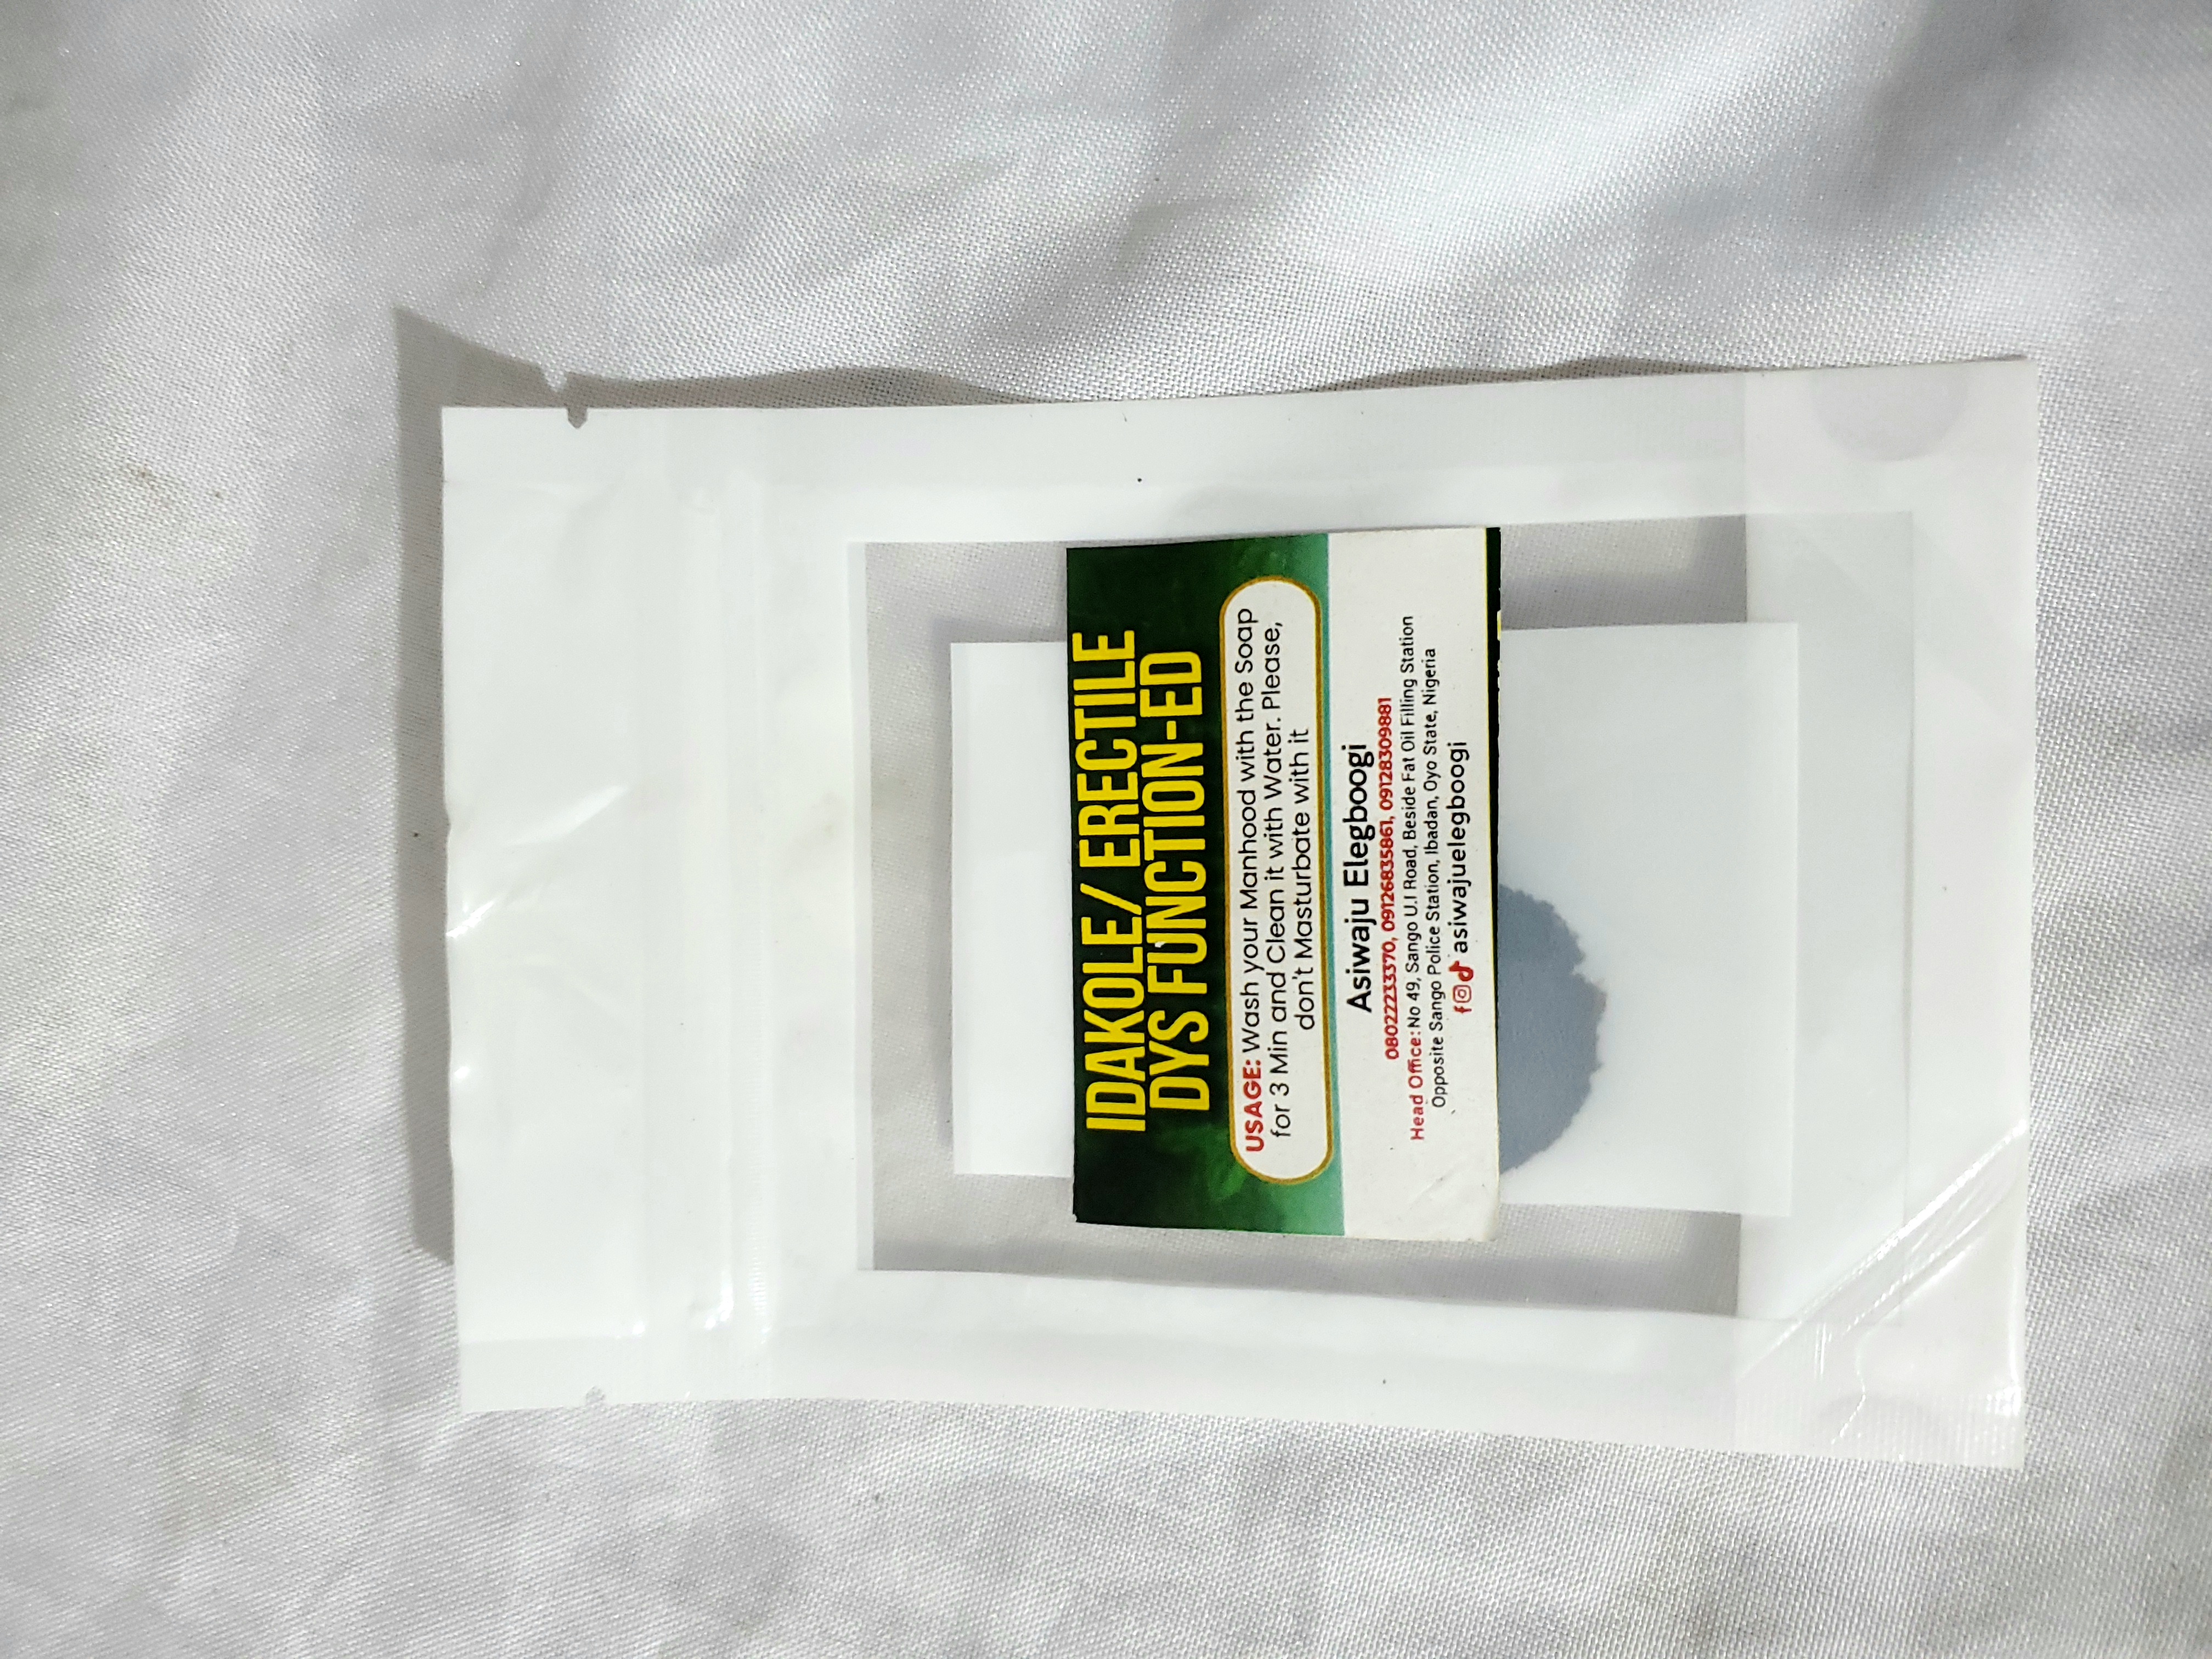 IDAKOLE/ ERECTILE
DYS FUNCTION-ED
USAGE: Wash your Manhood with the Soap
for 3 Min and Clean it with Water. Please,
don't Masturbate with it
Asiwaju Elegboogi
08022233370, 09126835861, 09128309881
Head Office: No 49, Sango U.I Road, Beside Fat Oil Filling Station
Opposite Sango Police Station, Ibadan, Oyo State, Nigeria
asiwajuelegboogi